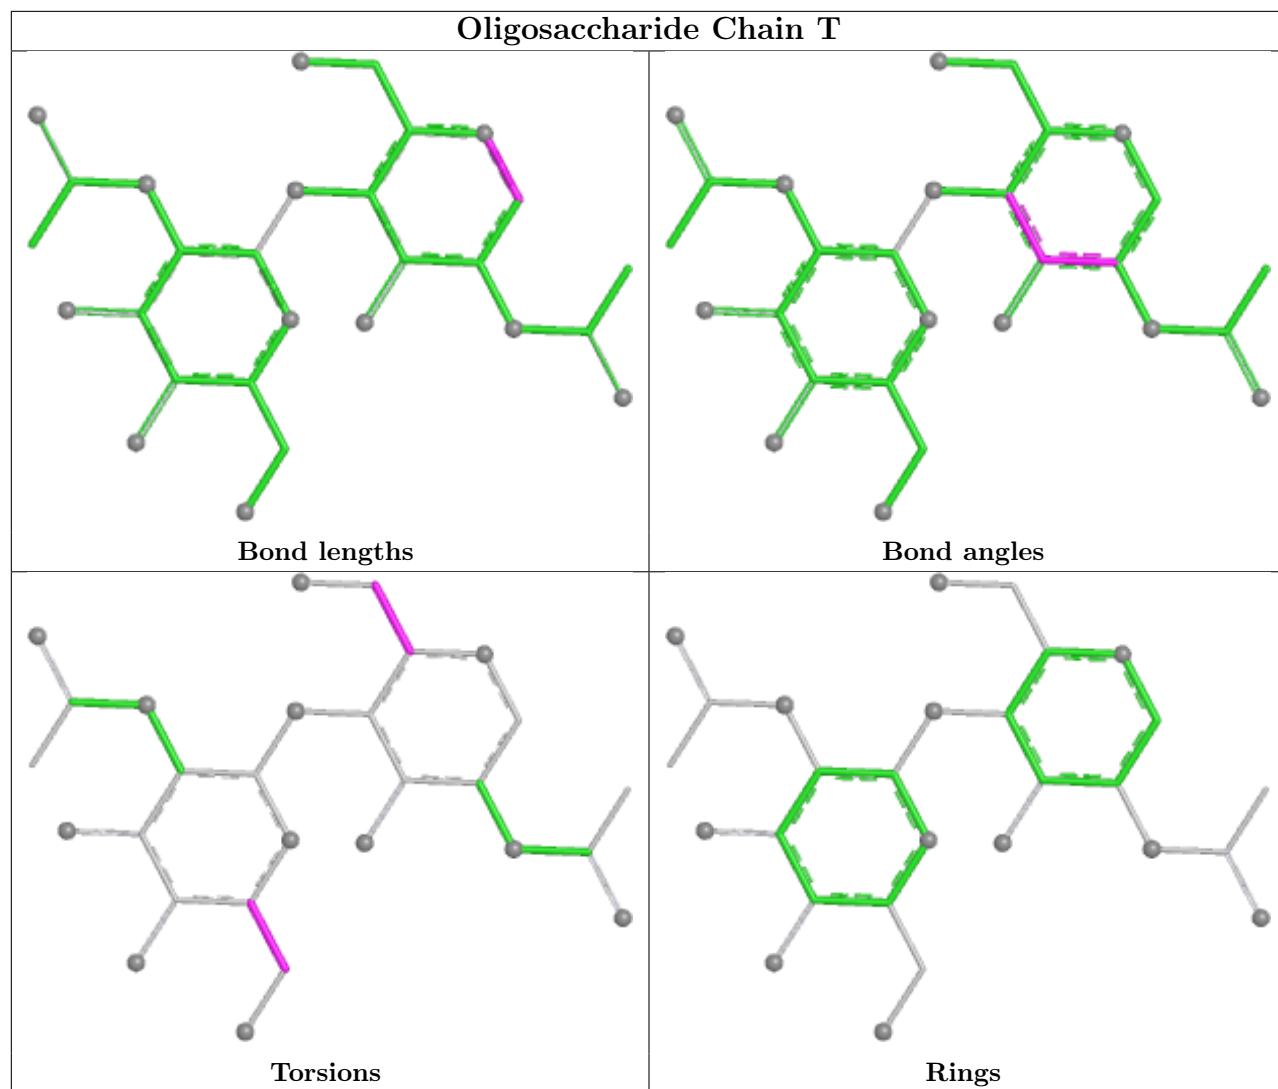 Oligosaccharide Chain T
Bond lengths
Bond angles
Torsions
Rings